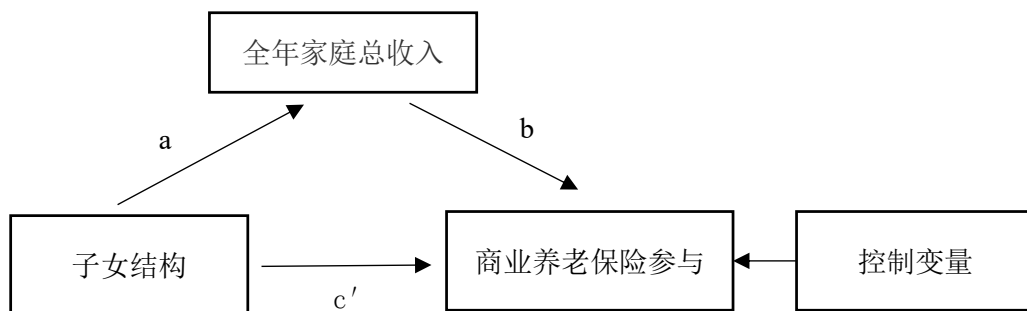 全年家庭总收入
a
b
子女结构
商业养老保险参与
控制变量
c′